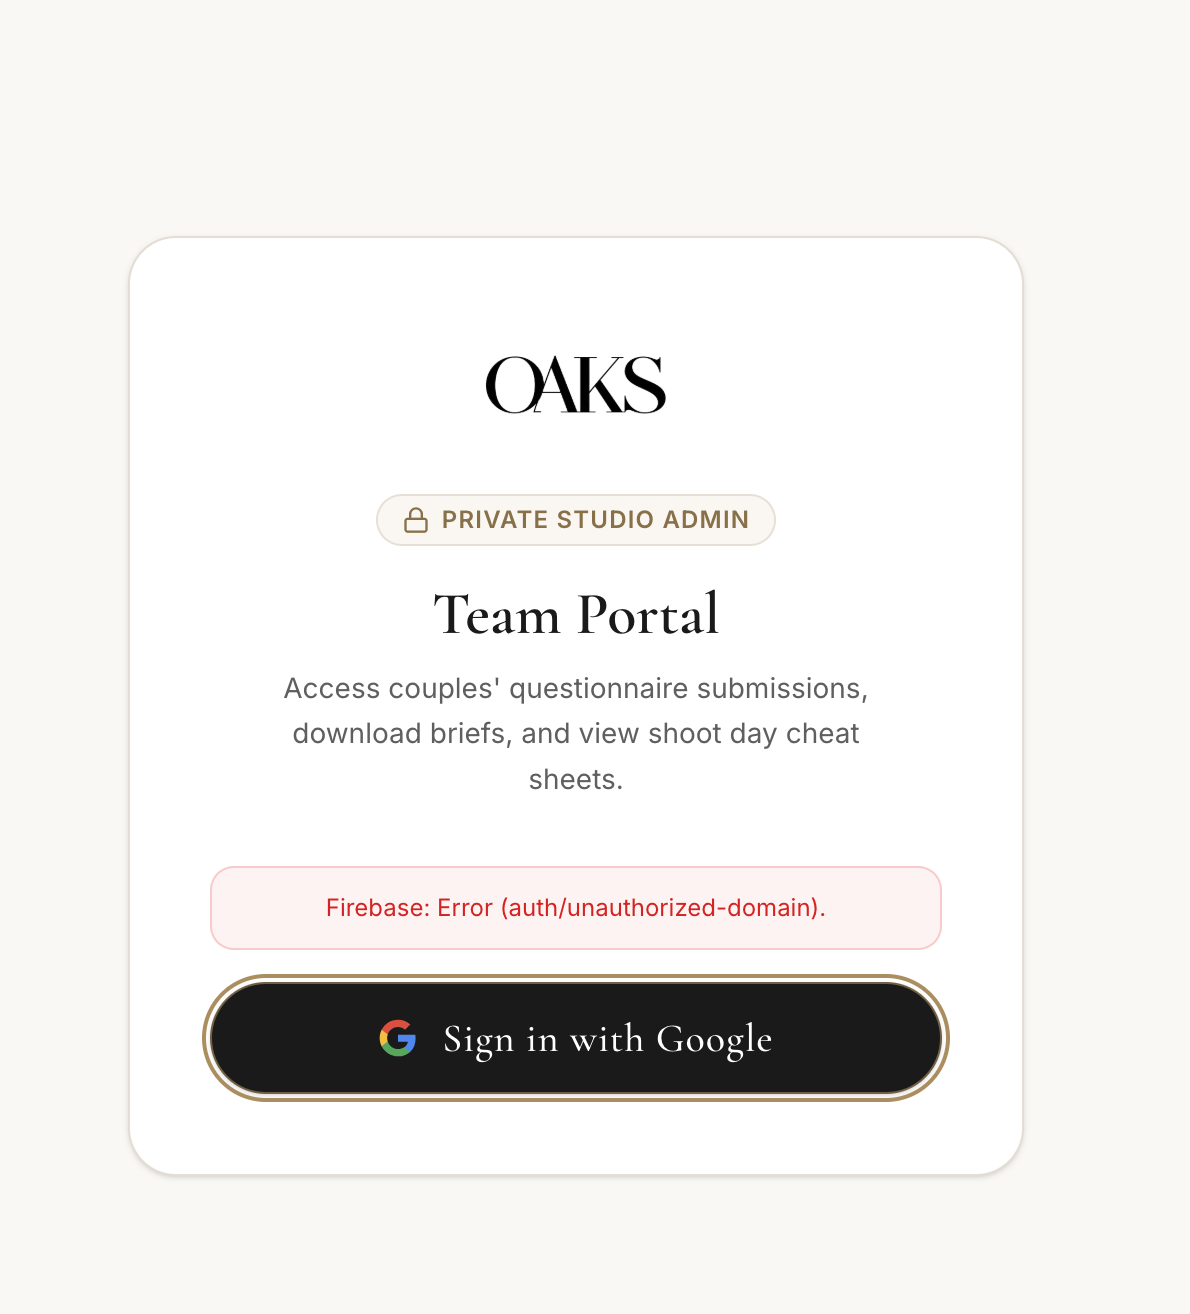 OAKS
PRIVATE STUDIO ADMIN
Team Portal
Access couples' questionnaire submissions,
download briefs, and view shoot day cheat
sheets.
Firebase: Error (auth/unauthorized-domain).
Sign in with Google